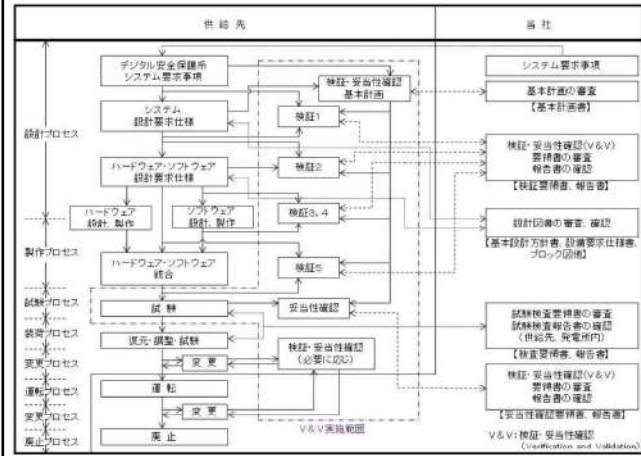 供給先
当社
デジタル安全保護系
システム要求事項
システム
設計要求仕様
ハードウェア・ソフトウェア
設計要求仕様
ハードウェア
設計、製作
ソフトウェア
設計、製作
ハードウェア・ソフトウェア
統合
試験
復元・調整・試験
変更
運転
変更
廃止
設計プロセス
製作プロセス
試験プロセス
装荷プロセス
変更プロセス
運転プロセス
変更プロセス
廃止プロセス
検証・妥当性確認
基本計画
検証1
検証2
検証3,4
検証5
妥当性確認
検証・妥当性確認
(必要に応じ)
V&V実施範囲
システム要求事項
基本計画の審査
【基本計画書】
検証・妥当性確認(V&V)
要領書の審査
報告書の確認
【検証要領書、報告書】
設計図書の審査、確認
【基本設計方針書、設備要求仕様書、
ブロック図他】
試験検査要領書の審査
試験検査報告書の確認
(供給先、発電所内)
【検査要領書、報告書】
検証・妥当性確認(V&V)
要領書の審査
報告書の確認
【妥当性確認要領書、報告書】
V&V:検証・妥当性確認
(Verification and Validation)